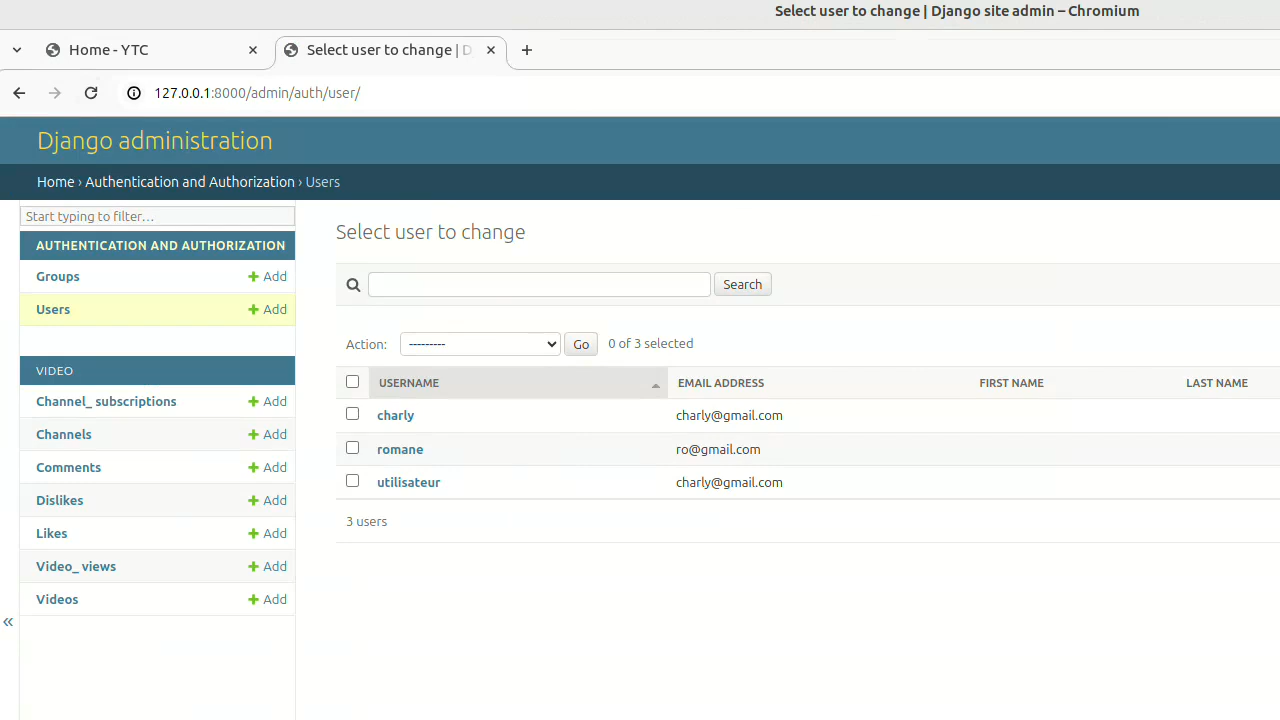 Select user to change | Django site admin – Chromium
Home - YTC
Select user to change | D
127.0.0.1:8000/admin/auth/user/
Django administration
Home › Authentication and Authorization › Users
Start typing to filter…
AUTHENTICATION AND AUTHORIZATION
Groups Add
Users Add
VIDEO
Channel_ subscriptions Add
Channels Add
Comments Add
Dislikes Add
Likes Add
Video_ views Add
Videos Add
«
Select user to change
Search
Action: --------- Go 0 of 3 selected
USERNAME EMAIL ADDRESS FIRST NAME LAST NAME
charly charly@gmail.com
romane ro@gmail.com
utilisateur charly@gmail.com
3 users